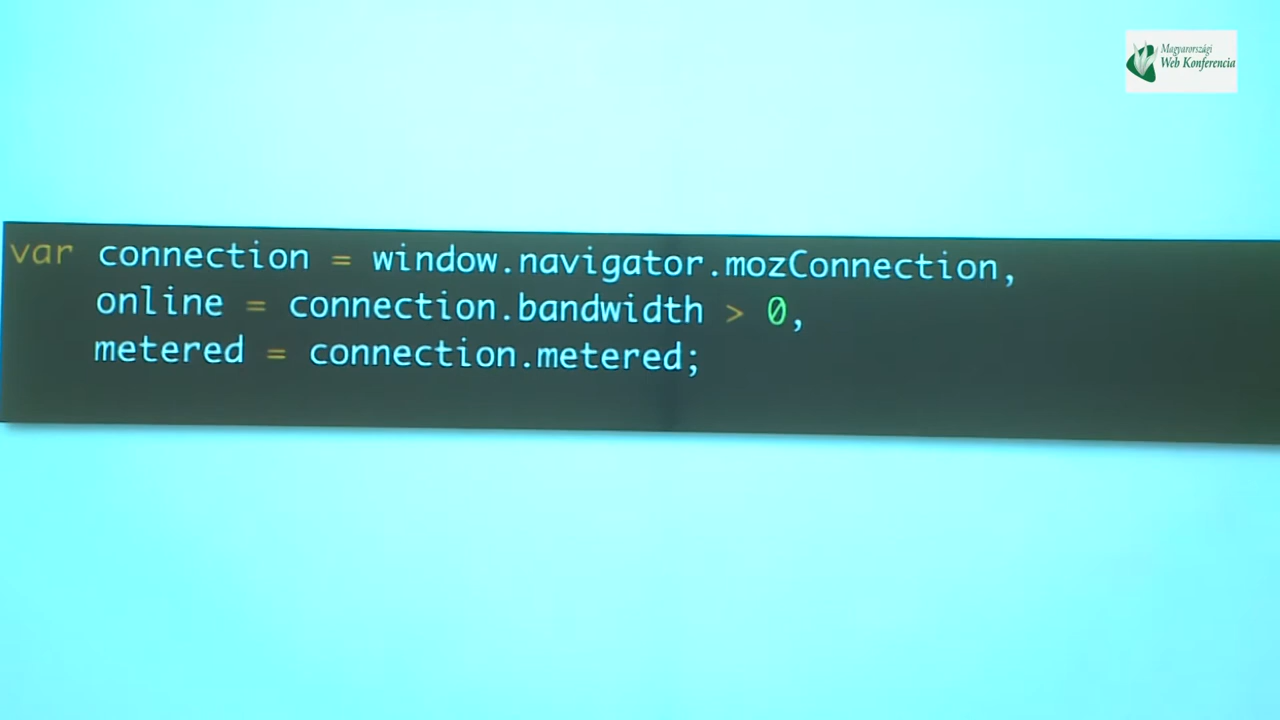 Magyarországi
Web Konferencia
var connection = window.navigator.mozConnection,
online = connection.bandwidth > 0,
metered = connection.metered;